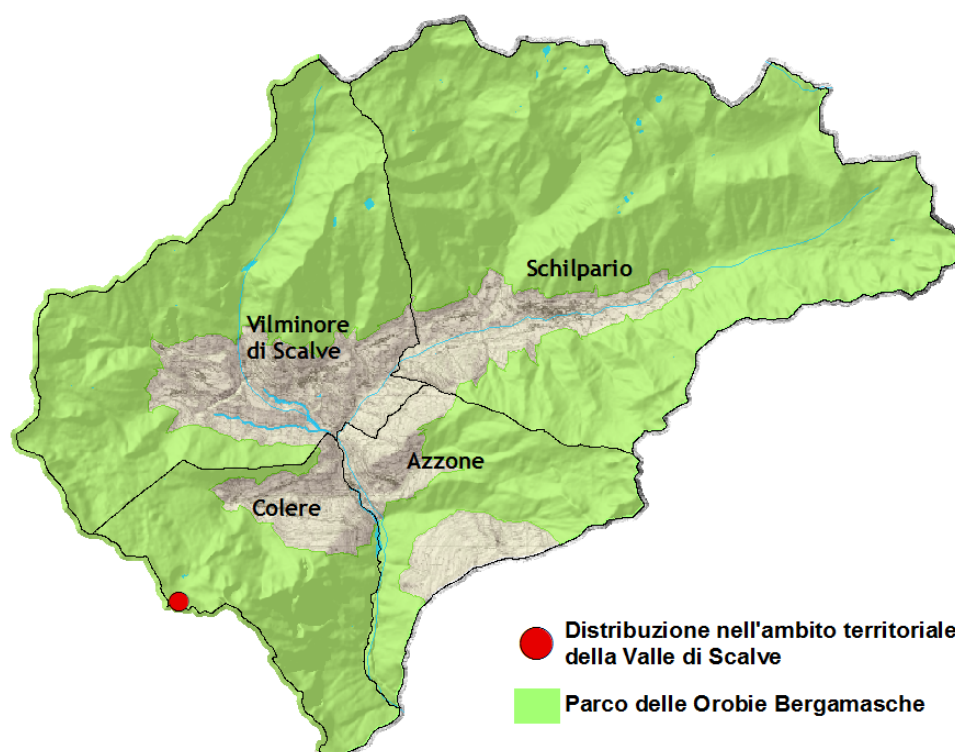 Schilpario
Vilminore
di Scalve
Azzone
Colere
Distribuzione nell'ambito territoriale
della Valle di Scalve
Parco delle Orobie Bergamasche